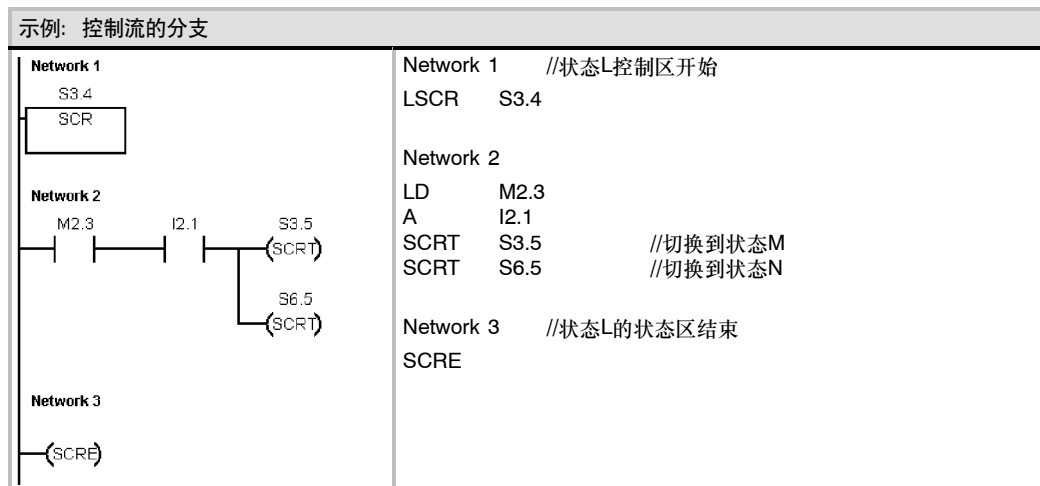 示例: 控制流的分支
Network 1
S3.4
SCR
Network 2
M2.3 I2.1 S3.5
(SCRT)
S6.5
(SCRT)
Network 3
(SCRE)
Network 1 //状态L控制区开始
LSCR S3.4
Network 2
LD M2.3
A I2.1
SCRT S3.5 //切换到状态M
SCRT S6.5 //切换到状态N
Network 3 //状态L的状态区结束
SCRE